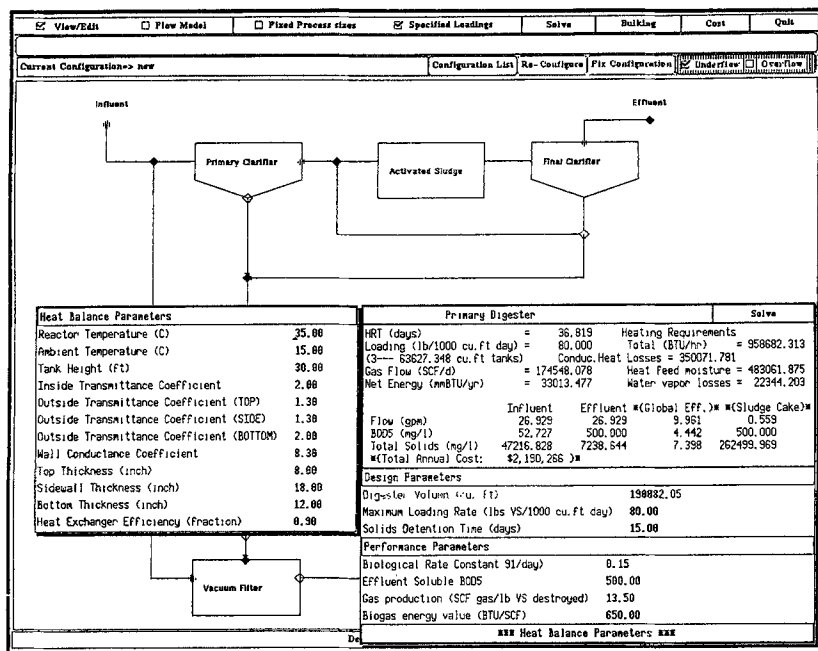 View/Edit Flow Model Fixed Process sizes Specified Loadings Solve Building Cost Quit
Current Configuration=> new Configuration List Re-Configure Fix Configuration Underflow Overflow
Influent Effluent
Primary Clarifier Activated Sludge Final Clarifier
Heat Balance Parameters
Reactor Temperature (C) 35.00
Ambient Temperature (C) 15.00
Tank Height (ft) 30.00
Inside Transmittance Coefficient 2.00
Outside Transmittance Coefficient (TOP) 1.30
Outside Transmittance Coefficient (SIDE) 1.30
Outside Transmittance Coefficient (BOTTOM) 2.00
Wall Conductance Coefficient 8.30
Top Thickness (inch) 8.00
Sidewall Thickness (inch) 18.00
Bottom Thickness (inch) 12.00
Heat Exchanger Efficiency (fraction) 0.90
Primary Digester Solve
HRT (days) = 36.819 Heating Requirements
Loading (lb/1000 cu.ft day) = 80.000 Total (BTU/hr) = 958682.313
(3--- 63627.348 cu.ft tanks) Conduc.Heat Losses = 350071.781
Gas Flow (SCF/d) = 174548.078 Heat Feed moisture = 483061.875
Net Energy (mmBTU/yr) = 33013.477 Water vapor losses = 22344.203
Influent Effluent *(Global Eff.)* *(Sludge Cake)*
Flow (gpm) 26.929 26.929 9.961 0.559
BOD5 (mg/l) 52.727 500.000 4.442 500.000
Total Solids (mg/l) 47216.828 7238.644 7.398 262499.969
*(Total Annual Cost: $2,190,266 )*
Design Parameters
Digester Volumn (cu. ft) 190882.05
Maximum Loading Rate (lbs VS/1000 cu.ft day) 80.00
Solids Detention Time (days) 15.00
Performance Parameters
Biological Rate Constant 91/day) 0.15
Effluent Soluble BOD5 500.00
Gas production (SCF gas/lb VS destroyed) 13.50
Biogas energy value (BTU/SCF) 650.00
*** Heat Balance Parameters ***
Vacuum Filter
De